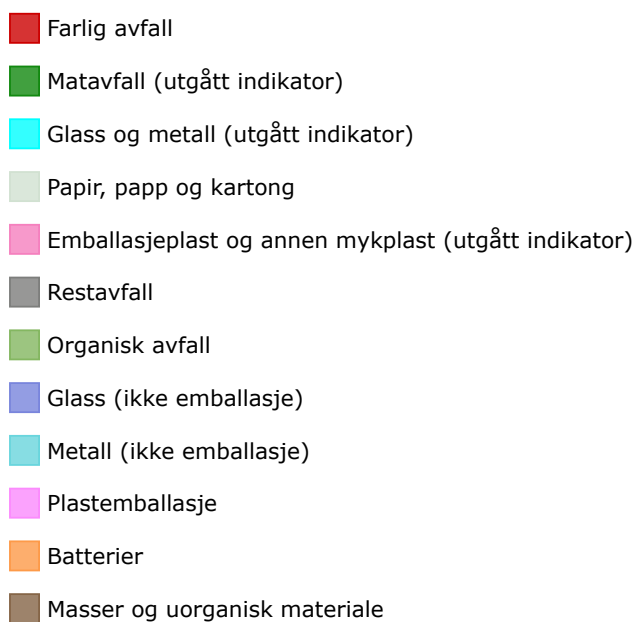 Farlig avfall
Matavfall (utgått indikator)
Glass og metall (utgått indikator)
Papir, papp og kartong
Emballasjeplast og annen mykplast (utgått indikator)
Restavfall
Organisk avfall
Glass (ikke emballasje)
Metall (ikke emballasje)
Plastemballasje
Batterier
Masser og uorganisk materiale